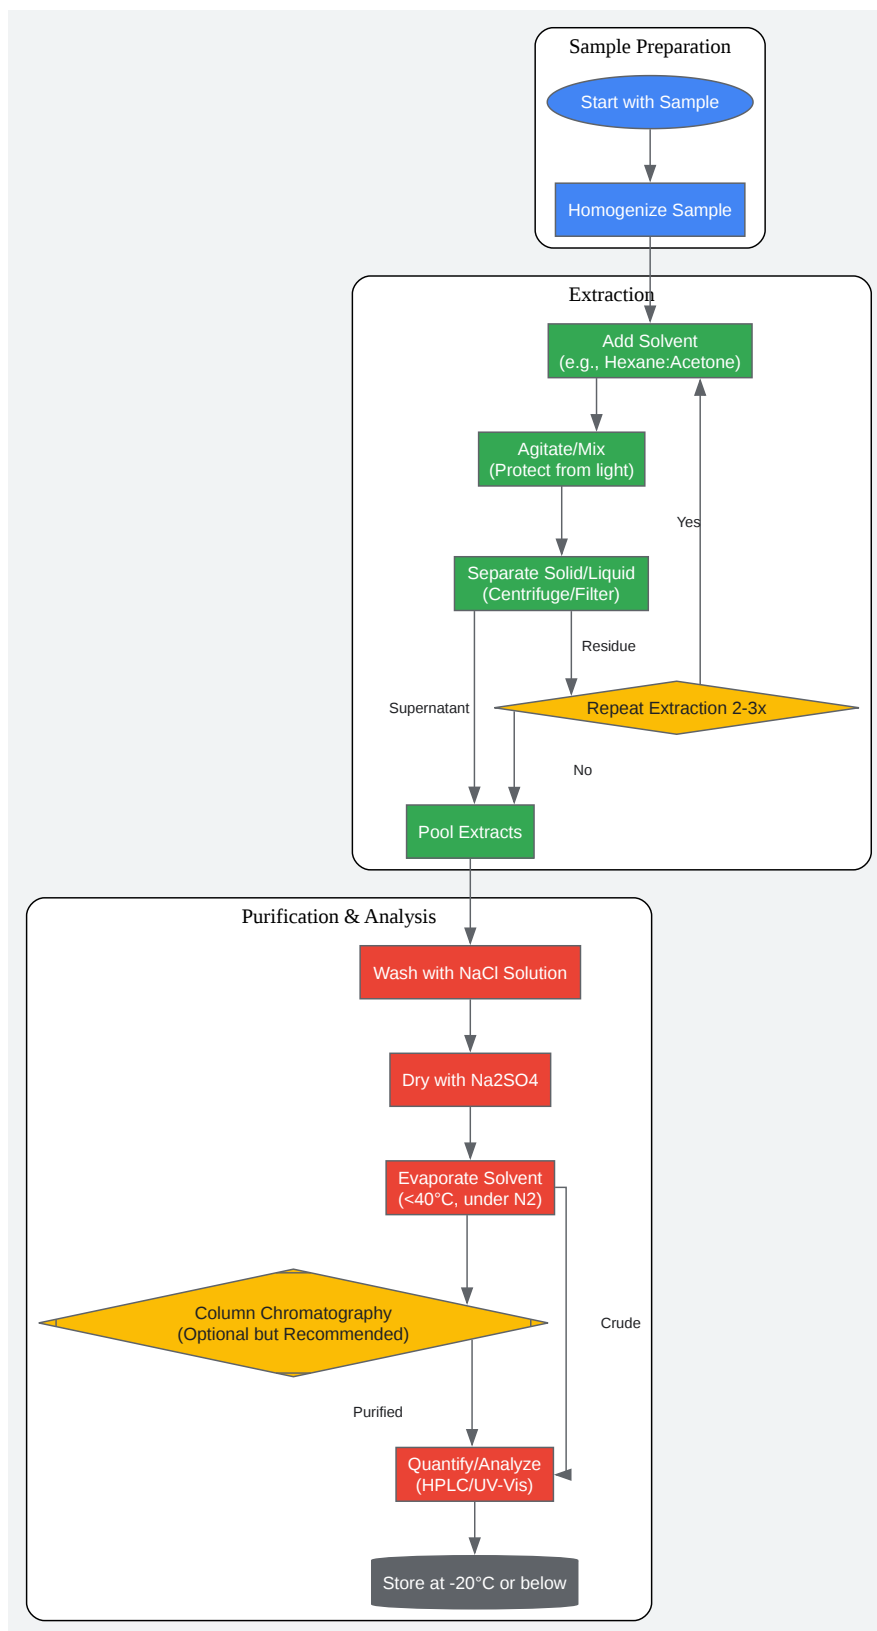 Sample Preparation
Start with Sample
Homogenize Sample
Extraction
Add Solvent
(e.g., Hexane:Acetone)
Agitate/Mix
(Protect from light)
Yes
Separate Solid/Liquid
(Centrifuge/Filter)
Residue
Supernatant
Repeat Extraction 2-3x
No
Pool Extracts
Purification & Analysis
Wash with NaCl Solution
Dry with Na2SO4
Evaporate Solvent
(<40°C, under N2)
Column Chromatography
(Optional but Recommended)
Crude
Purified
Quantify/Analyze
(HPLC/UV-Vis)
Store at -20°C or below